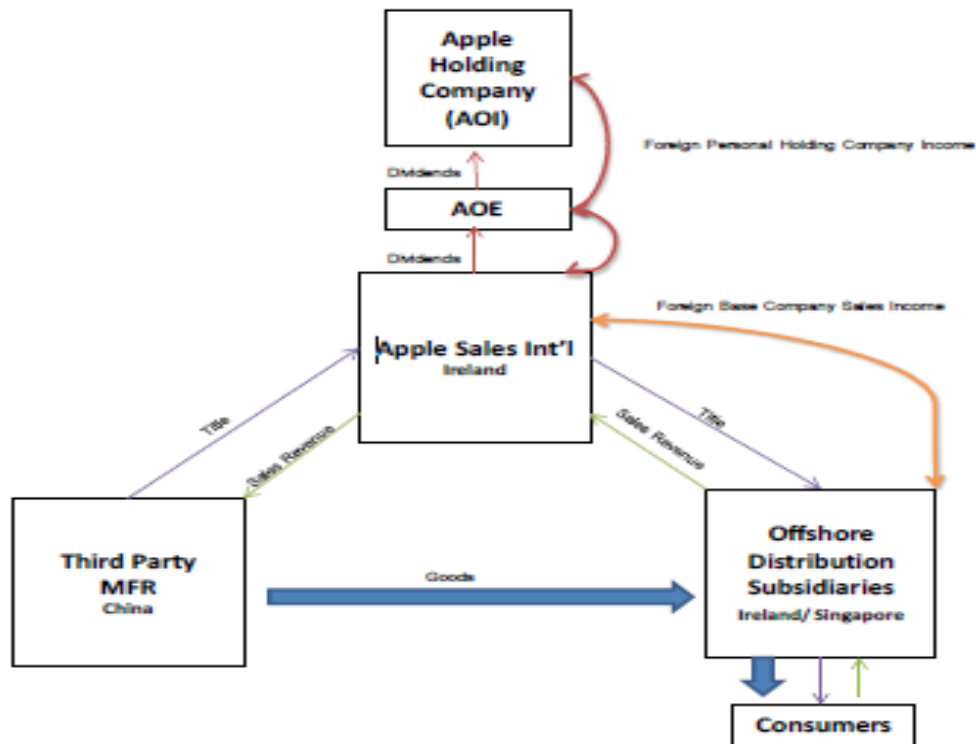 Apple
Holding
Company
(AOI)
Foreign Personal Holding Company Income
Dividends
AOE
Dividends
Foreign Base Company Sales Income
Apple Sales Int'l
Ireland
Title
Sales Revenue
Sales Revenue
Title
Third Party
MFR
China
Goods
Offshore
Distribution
Subsidiaries
Ireland/ Singapore
Consumers